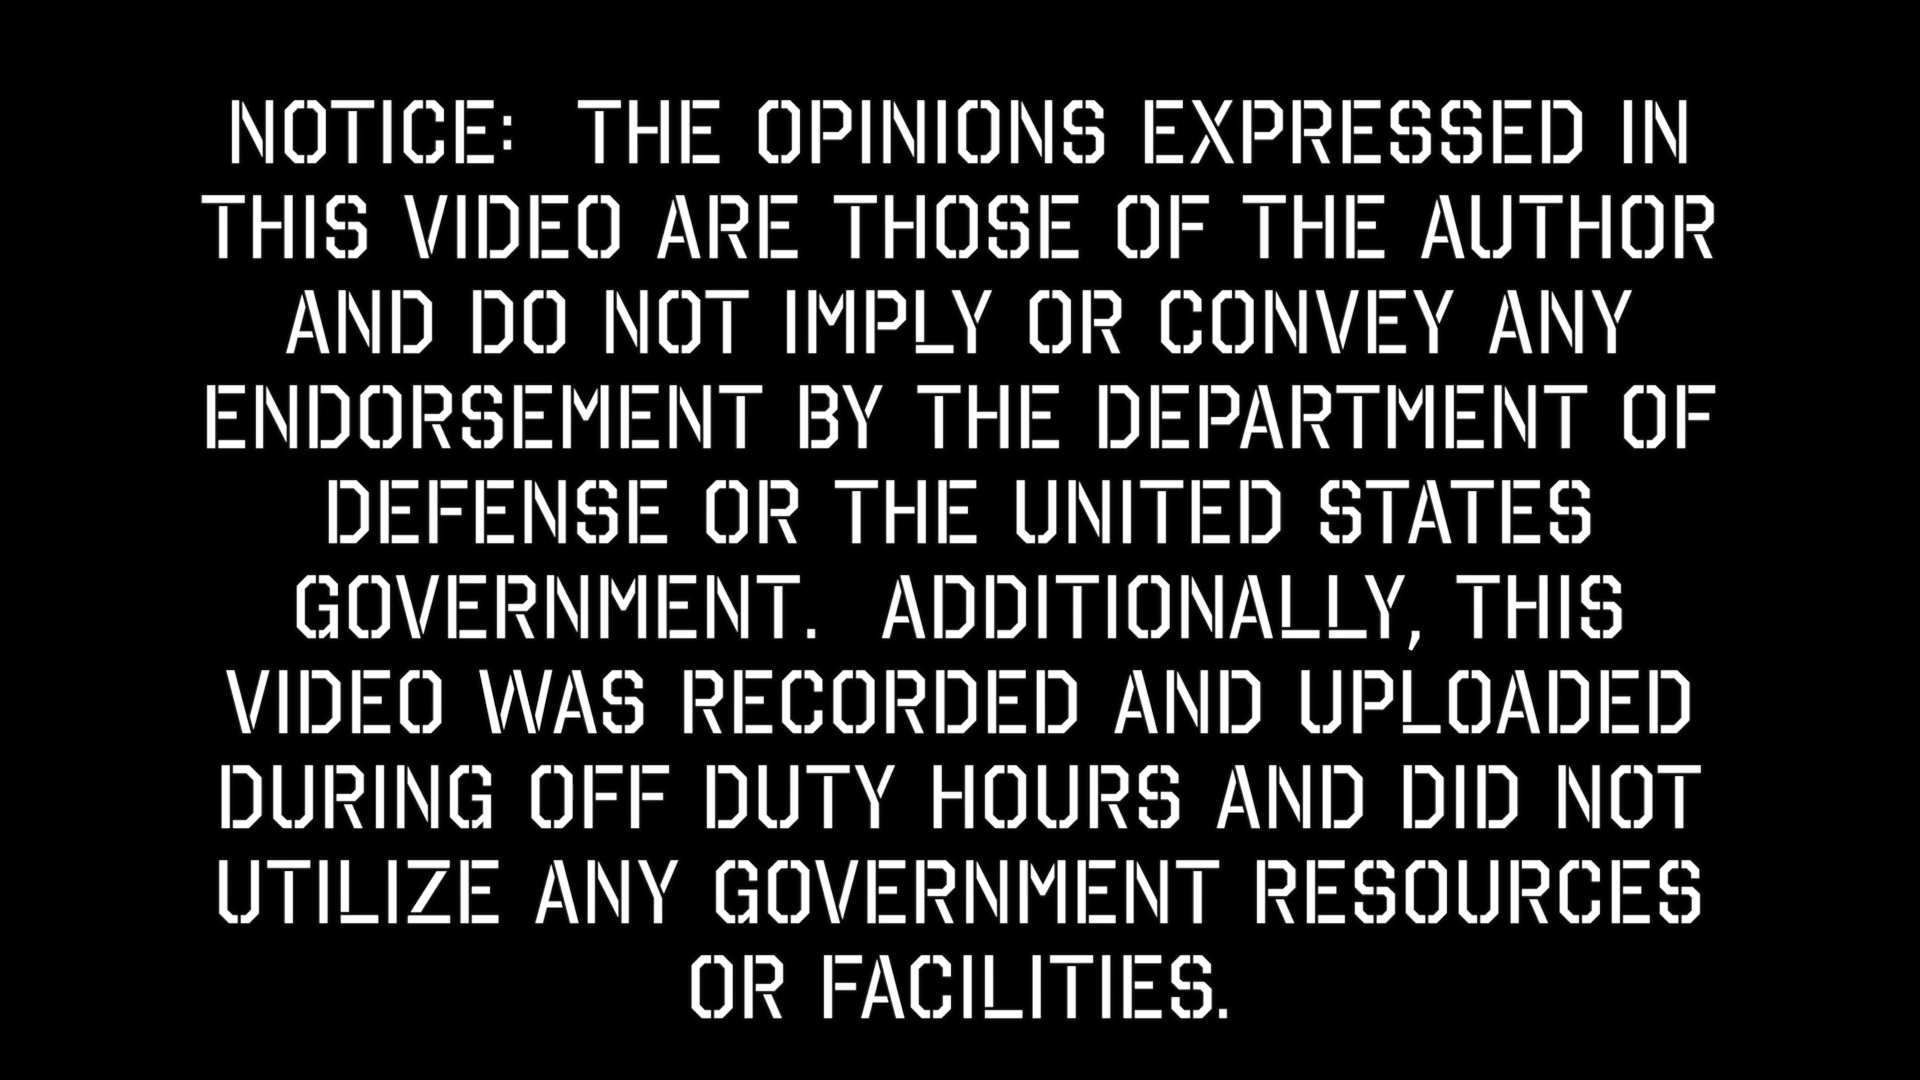 NOTICE:  THE OPINIONS EXPRESSED IN
THIS VIDEO ARE THOSE OF THE AUTHOR
AND DO NOT IMPLY OR CONVEY ANY
ENDORSEMENT BY THE DEPARTMENT OF
DEFENSE OR THE UNITED STATES
GOVERNMENT.  ADDITIONALLY, THIS
VIDEO WAS RECORDED AND UPLOADED
DURING OFF DUTY HOURS AND DID NOT
UTILIZE ANY GOVERNMENT RESOURCES
OR FACILITIES.